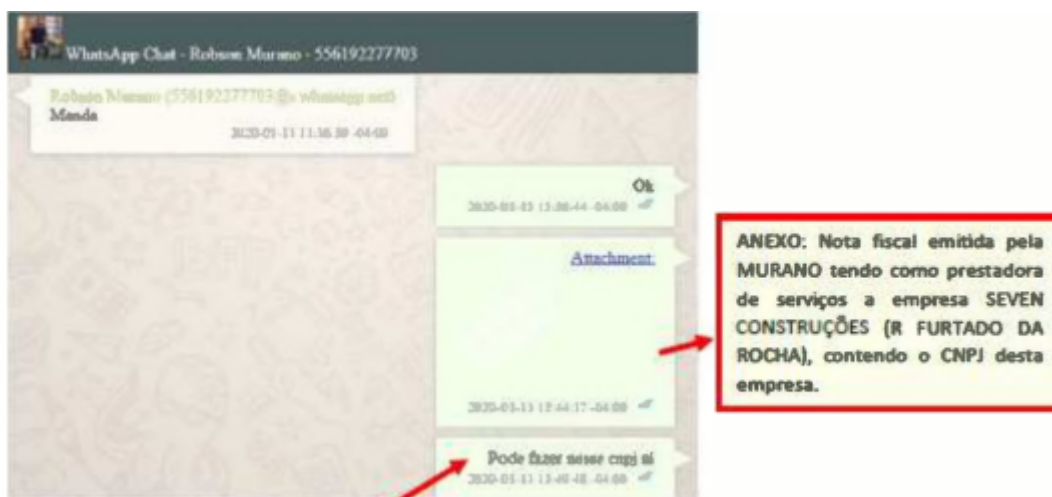 WhatsApp Chat - Robson Murano - 556192277703
Robson Murano (556192277703@s.whatsapp.net)
Manda
Ok
Attachment:
ANEXO: Nota fiscal emitida pela
MURANO tendo como prestadora
de serviços a empresa SEVEN
CONSTRUÇÕES (R FURTADO DA
ROCHA), contendo o CNPJ desta
empresa.
Pode fazer nesse cnpj aí